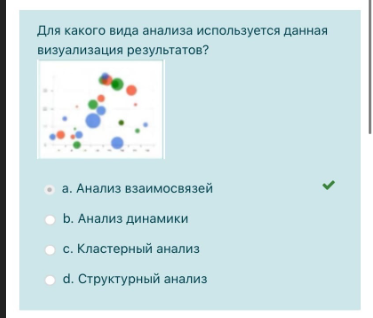 Для какого вида анализа используется данная
визуализация результатов?
a. Анализ взаимосвязей
b. Анализ динамики
c. Кластерный анализ
d. Структурный анализ